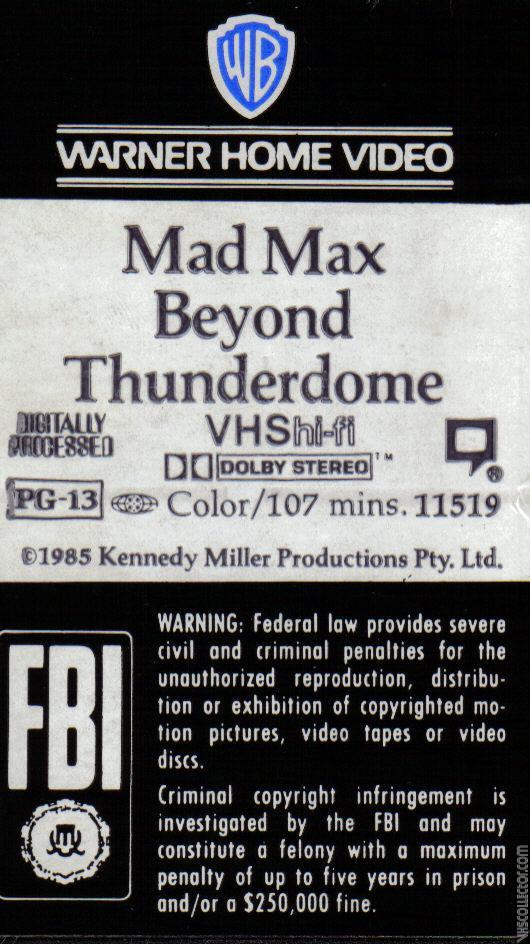 WB
WARNER HOME VIDEO
Mad Max
Beyond
Thunderdome
DIGITALLY
PROCESSED
VHS hi-fi
DOLBY STEREO™
®
PG-13 Color/107 mins. 11519
©1985 Kennedy Miller Productions Pty. Ltd.
FBI
WARNING: Federal law provides severe
civil and criminal penalties for the
unauthorized reproduction, distribu-
tion or exhibition of copyrighted mo-
tion pictures, video tapes or video
discs.
Criminal copyright infringement is
investigated by the FBI and may
constitute a felony with a maximum
penalty of up to five years in prison
and/or a $250,000 fine.
VHSCOLLECTOR.COM